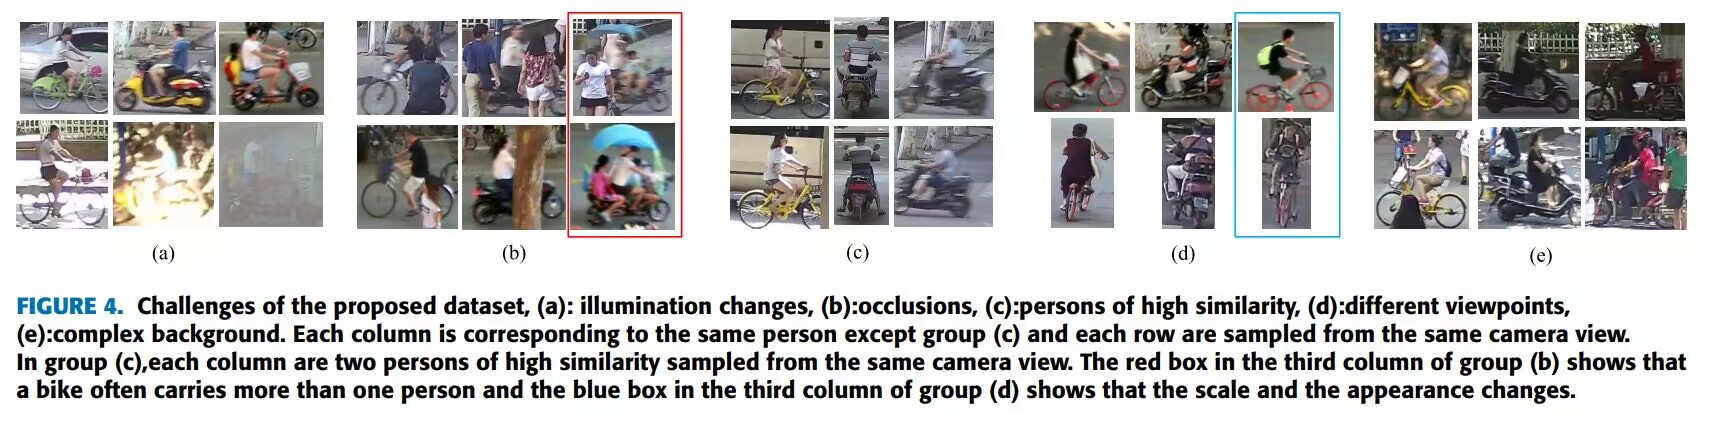 (a)
(b)
(c)
(d)
(e)
FIGURE 4. Challenges of the proposed dataset, (a): illumination changes, (b):occlusions, (c):persons of high similarity, (d):different viewpoints,
(e):complex background. Each column is corresponding to the same person except group (c) and each row are sampled from the same camera view.
In group (c),each column are two persons of high similarity sampled from the same camera view. The red box in the third column of group (b) shows that
a bike often carries more than one person and the blue box in the third column of group (d) shows that the scale and the appearance changes.